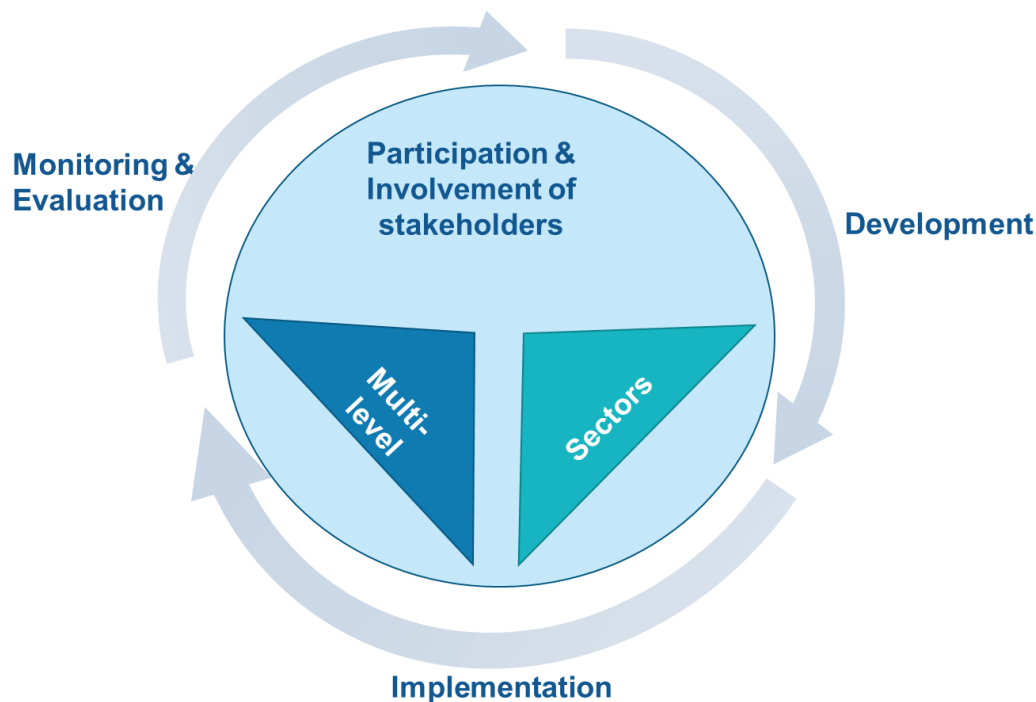 Participation &
Involvement of
stakeholders
Monitoring &
Evaluation
Development
Multi-
level
Sectors
Implementation